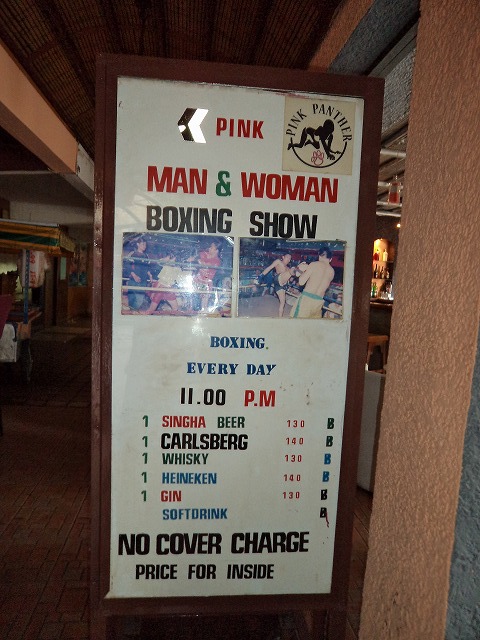 PINK PANTHER
PINK
MAN & WOMAN
BOXING SHOW
BOXING.
EVERY DAY
11.00 P.M
1 SINGHA BEER 130 B
1 CARLSBERG 140 B
1 WHISKY 130 B
1 HEINEKEN 140 B
1 GIN 130 B
SOFTDRINK B
NO COVER CHARGE
PRICE FOR INSIDE